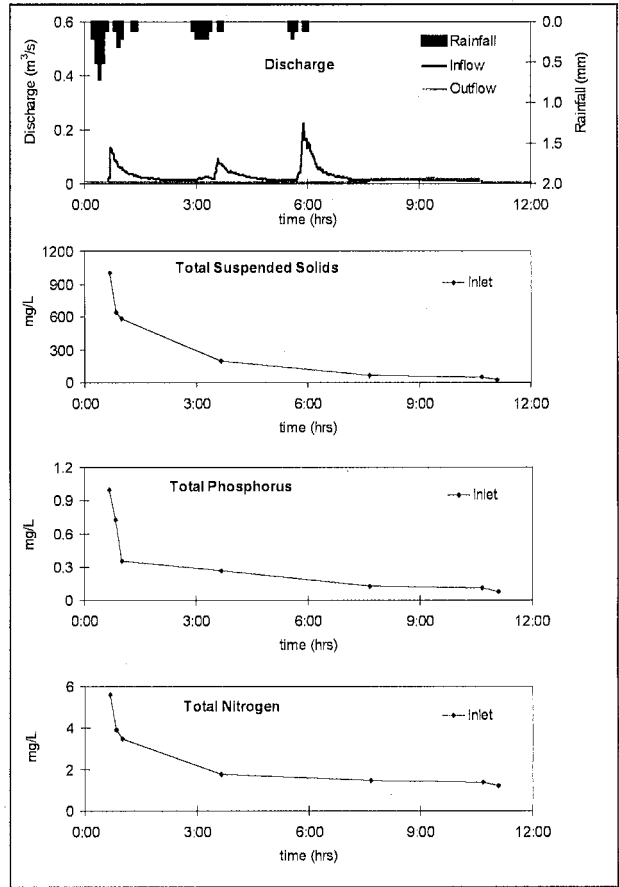 Discharge
Discharge (m³/s)
0.6
0.4
0.2
0
Rainfall
Inflow
Outflow
0.0
0.5
1.0
1.5
2.0
Rainfall (mm)
0:00 3:00 6:00 9:00 12:00
time (hrs)
Total Suspended Solids
mg/L
1200
900
600
300
0
Inlet
0:00 3:00 6:00 9:00 12:00
time (hrs)
Total Phosphorus
mg/L
1.2
0.9
0.6
0.3
0
Inlet
0:00 3:00 6:00 9:00 12:00
time (hrs)
Total Nitrogen
mg/L
6
4
2
0
Inlet
0:00 3:00 6:00 9:00 12:00
time (hrs)